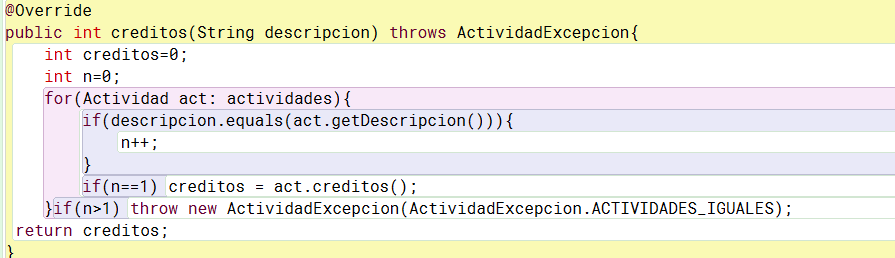 @Override
public int creditos(String descripcion) throws ActividadExcepcion{
int creditos=0;
int n=0;
for(Actividad act: actividades){
if(descripcion.equals(act.getDescripcion())){
n++;
}
if(n==1) creditos = act.creditos();
}if(n>1) throw new ActividadExcepcion(ActividadExcepcion.ACTIVIDADES_IGUALES);
return creditos;
}